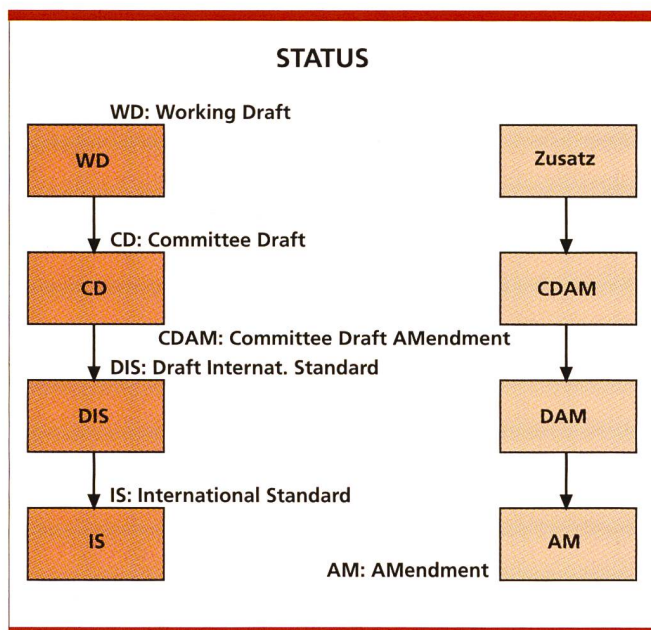 STATUS
WD: Working Draft
WD
Zusatz
CD: Committee Draft
CD
CDAM
CDAM: Committee Draft AMendment
DIS: Draft Internat. Standard
DIS
DAM
IS: International Standard
IS
AM
AM: AMendment